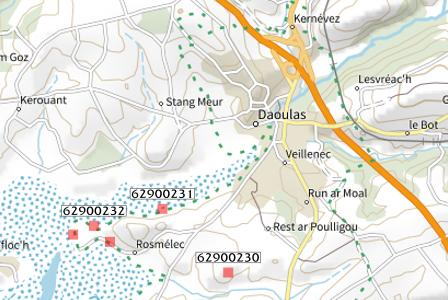 Kernévez
m Goz
Lesvréac'h
Kerouant
Stang Meur
Daoulas
le Bot
Veillenec
62900231
Run ar Moal
62900232
Rest ar Poulligou
floc'h
Rosmélec
62900230